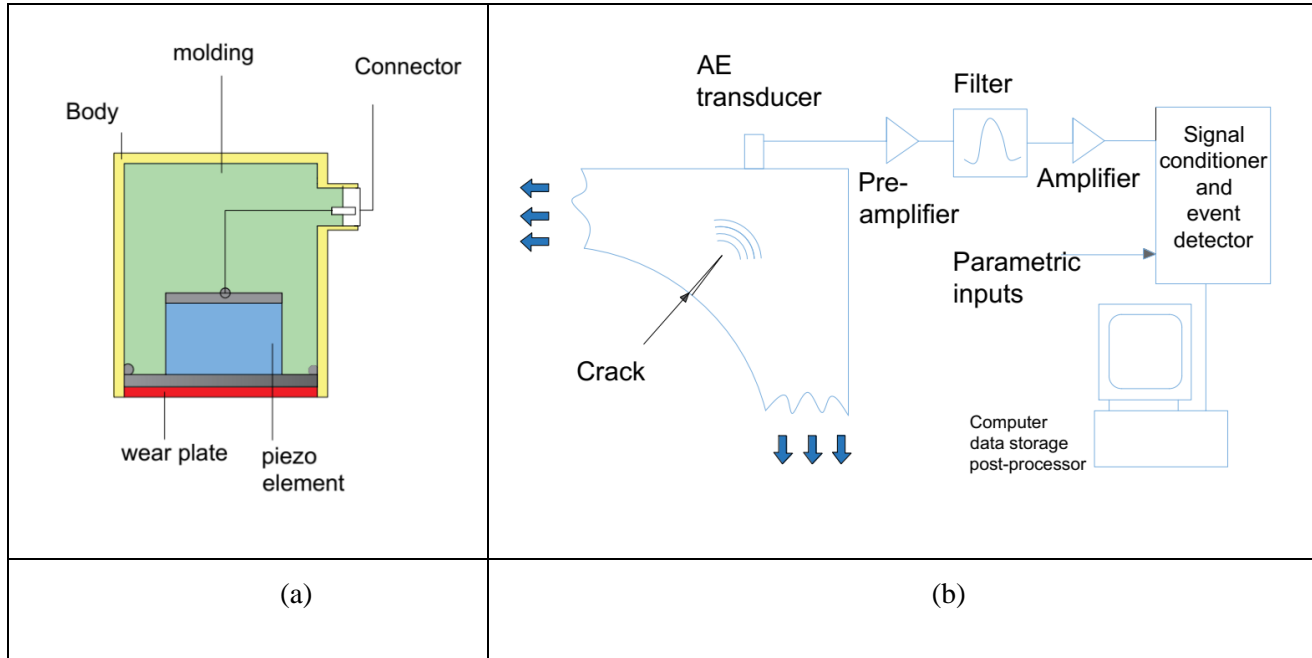 molding
Connector
Body
wear plate
piezo
element
AE
transducer
Filter
Pre-
amplifier
Amplifier
Signal
conditioner
and
event
detector
Parametric
inputs
Crack
Computer
data storage
post-processor
(a)
(b)